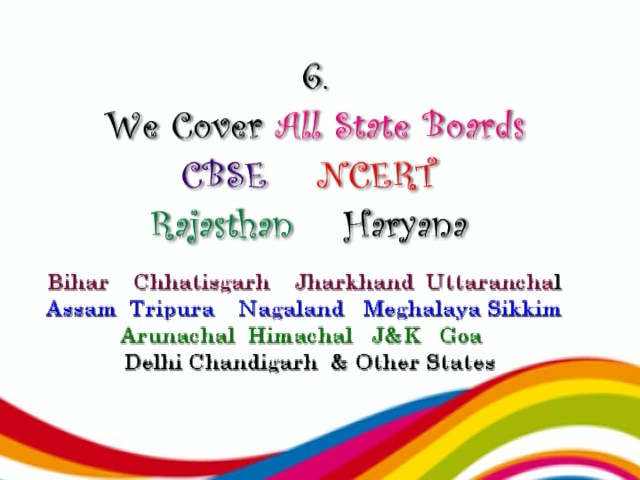 6.
We Cover All State Boards
CBSE NCERT
Rajasthan Haryana
Bihar Chhatisgarh Jharkhand Uttaranchal
Assam Tripura Nagaland Meghalaya Sikkim
Arunachal Himachal J&K Goa
Delhi Chandigarh & Other States